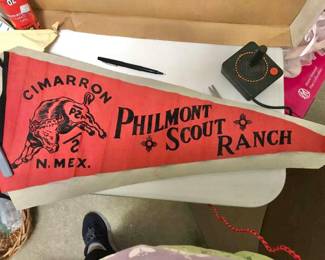 CIMARRON
N. MEX.
PHILMONT
SCOUT
RANCH